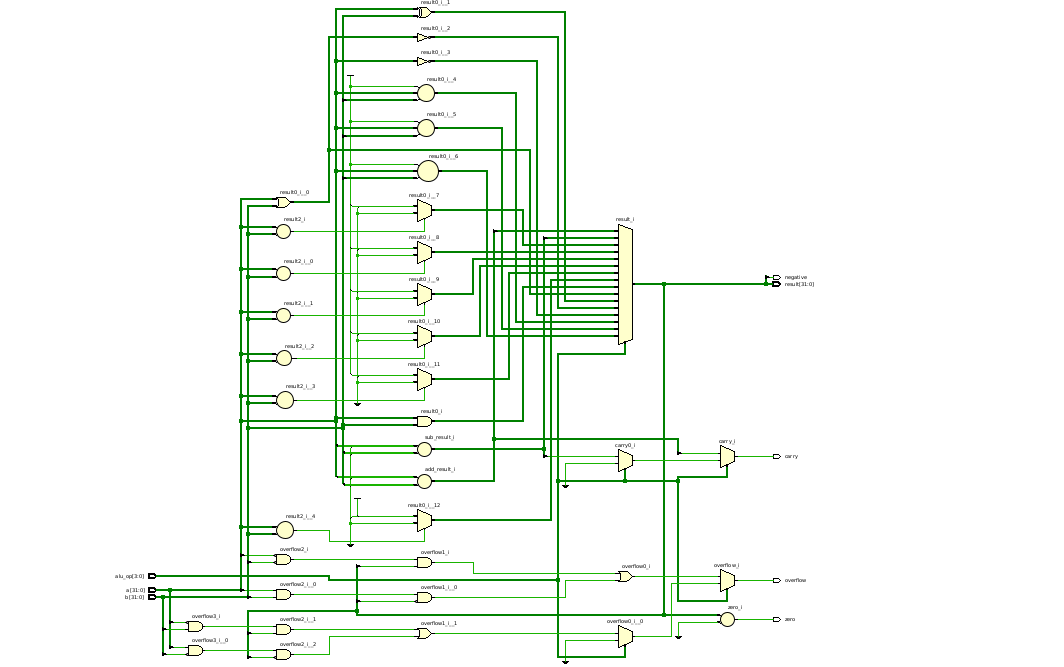 result0_i__1
result0_i__2
result0_i__3
result0_i__4
result0_i__5
result0_i__6
result0_i__0
result0_i__7
result2_i
result_i
result0_i__8
result2_i__0
negative
result0_i__9
result[31:0]
result2_i__1
result0_i__10
result2_i__2
result0_i__11
result2_i__3
result0_i
sub_result_i
carry0_i
carry_i
carry
add_result_i
result0_i__12
result2_i__4
overflow2_i
overflow1_i
overflow0_i
overflow_i
alu_op[3:0]
overflow
overflow2_i__0
overflow1_i__0
a[31:0]
b[31:0]
zero_i
overflow3_i
overflow2_i__1
overflow1_i__1
overflow0_i__0
zero
overflow3_i__0
overflow2_i__2